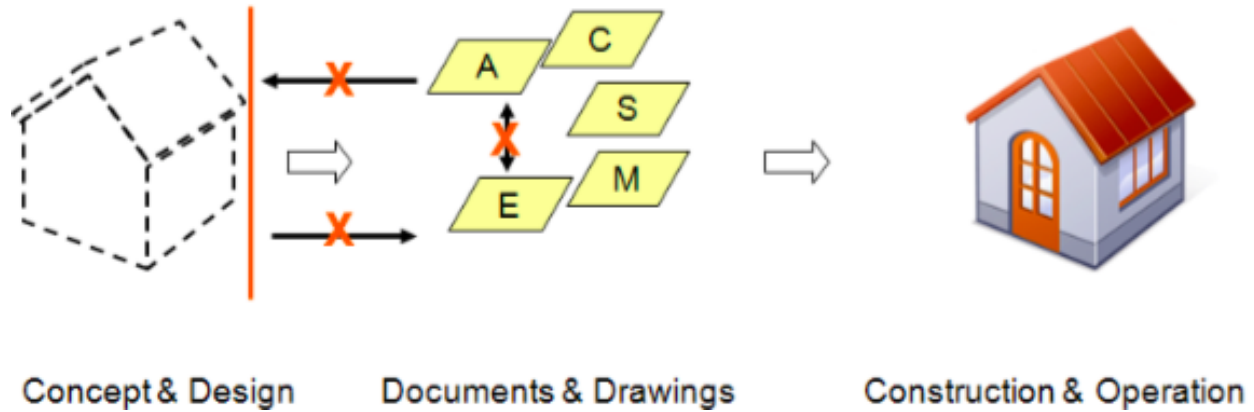 X
A
C
X
S
E
M
X
Concept & Design
Documents & Drawings
Construction & Operation